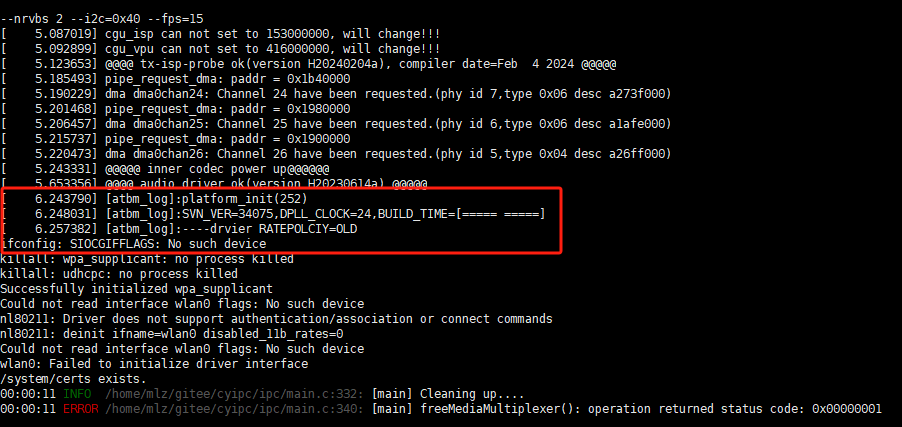 --nrvbs 2 --i2c=0x40 --fps=15
[    5.087019] cgu_isp can not set to 153000000, will change!!!
[    5.092899] cgu_vpu can not set to 416000000, will change!!!
[    5.123653] @@@@ tx-isp-probe ok(version H20240204a), compiler date=Feb  4 2024 @@@@@
[    5.185493] pipe_request_dma: paddr = 0x1b40000
[    5.190229] dma dma0chan24: Channel 24 have been requested.(phy id 7,type 0x06 desc a273f000)
[    5.201468] pipe_request_dma: paddr = 0x1980000
[    5.206457] dma dma0chan25: Channel 25 have been requested.(phy id 6,type 0x06 desc a1afe000)
[    5.215737] pipe_request_dma: paddr = 0x1900000
[    5.220473] dma dma0chan26: Channel 26 have been requested.(phy id 5,type 0x04 desc a26ff000)
[    5.243331] @@@@@ inner codec power up@@@@@@
[    5.653356] @@@@ audio driver ok(version H20230614a) @@@@@
[    6.243790] [atbm_log]:platform_init(252)
[    6.248031] [atbm_log]:SVN_VER=34075,DPLL_CLOCK=24,BUILD_TIME=[===== =====]
[    6.257382] [atbm_log]:----drvier RATEPOLCIY=OLD
ifconfig: SIOCGIFFLAGS: No such device
killall: wpa_supplicant: no process killed
killall: udhcpc: no process killed
Successfully initialized wpa_supplicant
Could not read interface wlan0 flags: No such device
nl80211: Driver does not support authentication/association or connect commands
nl80211: deinit ifname=wlan0 disabled_11b_rates=0
Could not read interface wlan0 flags: No such device
wlan0: Failed to initialize driver interface
/system/certs exists.
00:00:11 INFO  /home/mlz/gitee/cyipc/ipc/main.c:332: [main] Cleaning up....
00:00:11 ERROR /home/mlz/gitee/cyipc/ipc/main.c:340: [main] freeMediaMultiplexer(): operation returned status code: 0x00000001